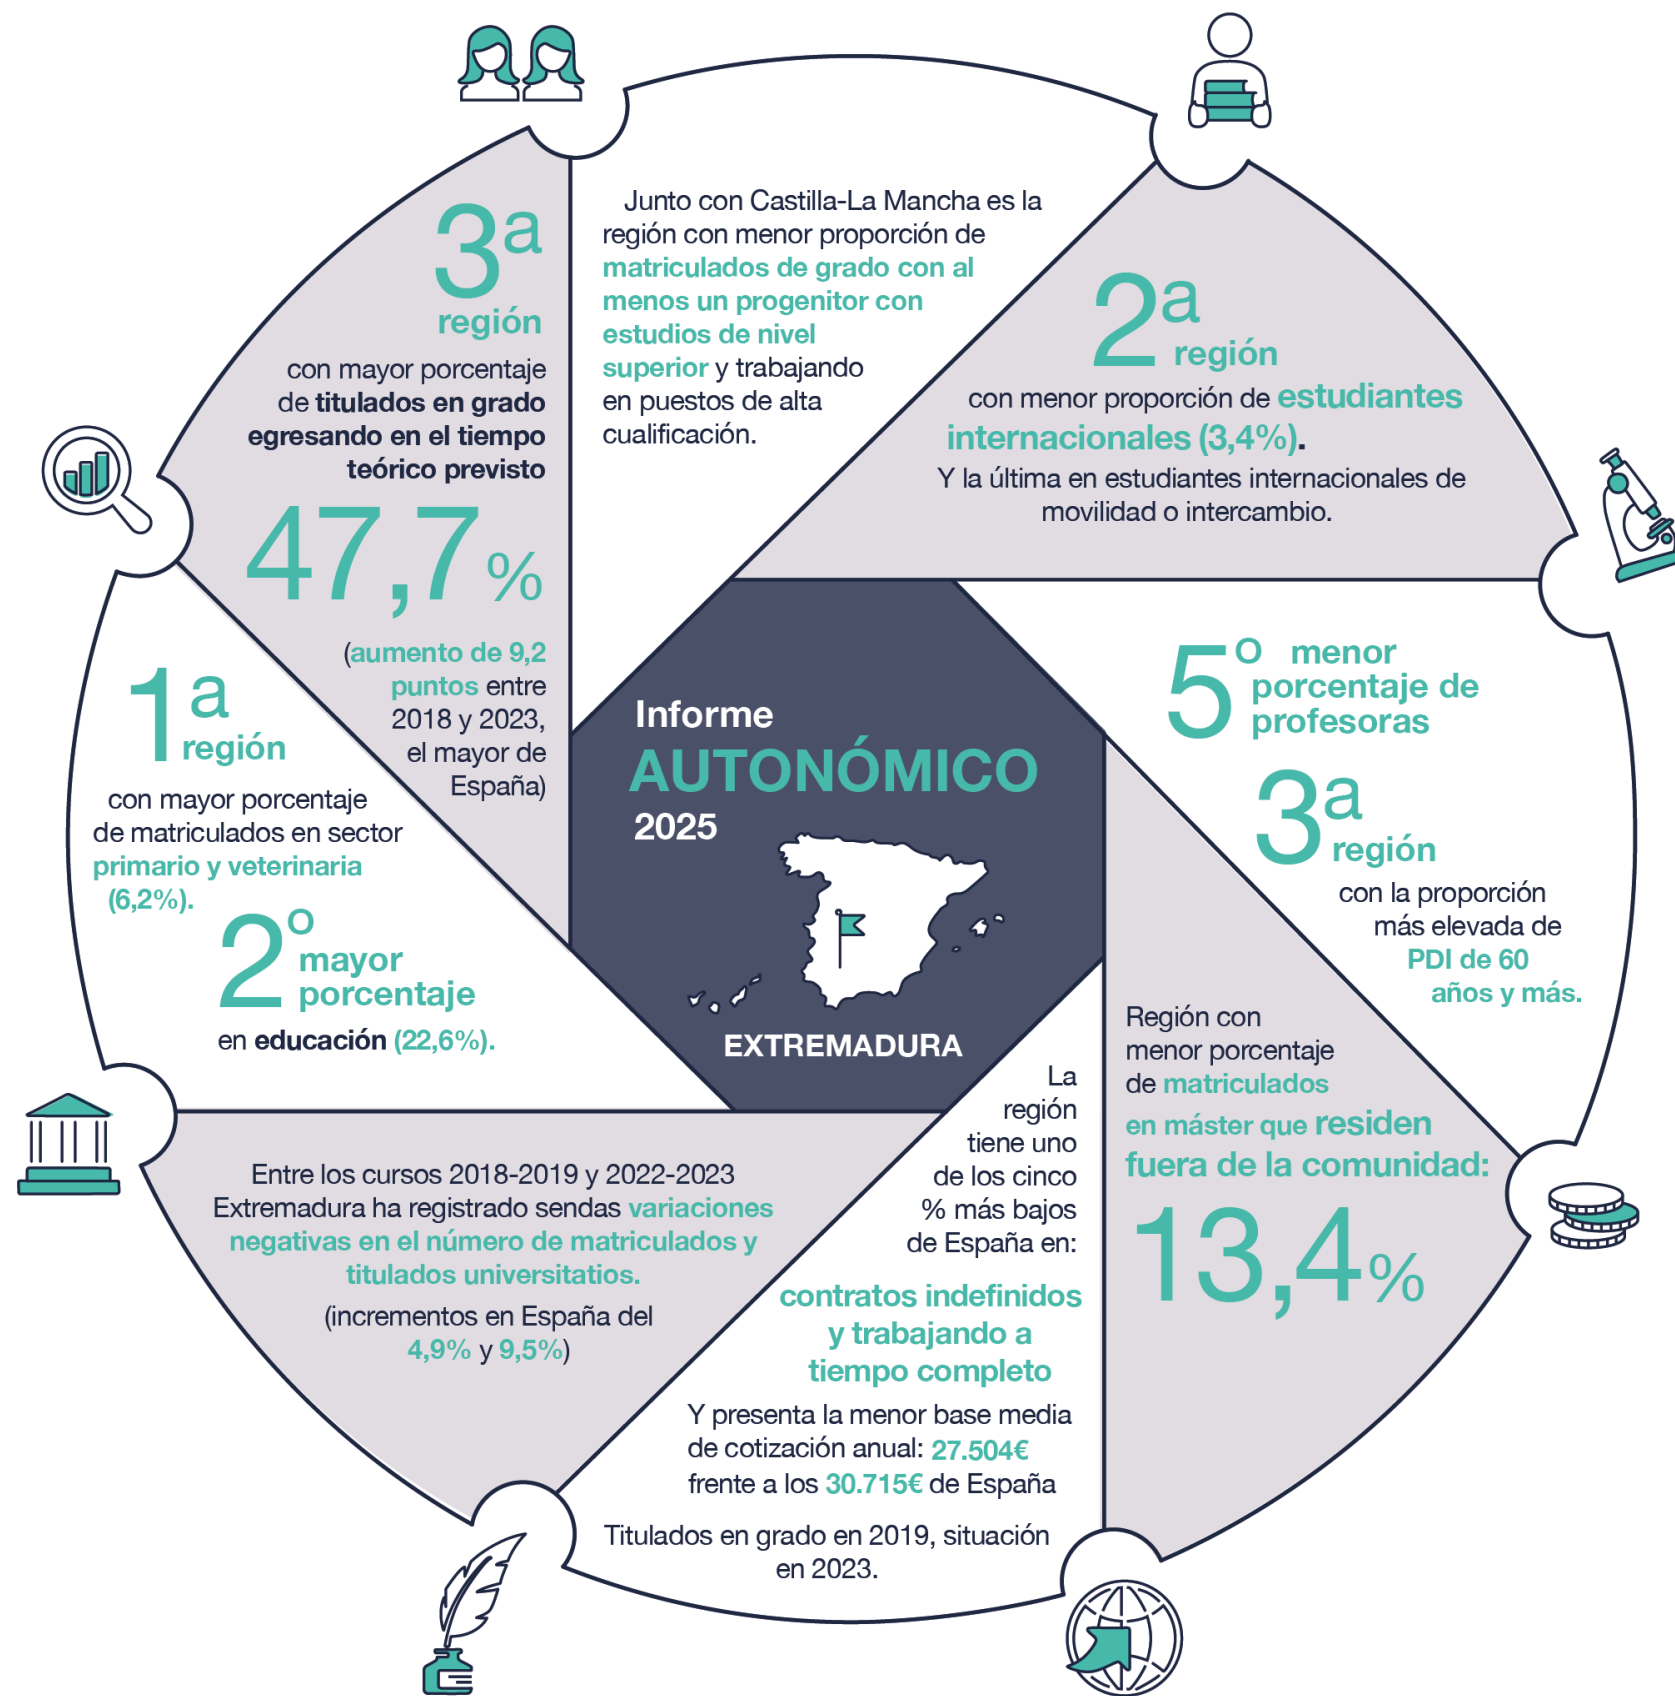 3ª
región
con mayor porcentaje
de titulados en grado
egresando en el tiempo
teórico previsto
47,7%
(aumento de 9,2
puntos entre
2018 y 2023,
el mayor de
España)
Junto con Castilla-La Mancha es la
región con menor proporción de
matriculados de grado con al
menos un progenitor con
estudios de nivel
superior y trabajando
en puestos de alta
cualificación.
2ª
región
con menor proporción de estudiantes
internacionales (3,4%).
Y la última en estudiantes internacionales de
movilidad o intercambio.
5º menor
porcentaje de
profesoras
3ª
región
con la proporción
más elevada de
PDI de 60
años y más.
Región con
menor porcentaje
de matriculados
en máster que residen
fuera de la comunidad:
13,4%
La
región
tiene uno
de los cinco
% más bajos
de España en:
contratos indefinidos
y trabajando a
tiempo completo
Y presenta la menor base media
de cotización anual: 27.504€
frente a los 30.715€ de España
Titulados en grado en 2019, situación
en 2023.
Entre los cursos 2018-2019 y 2022-2023
Extremadura ha registrado sendas variaciones
negativas en el número de matriculados y
titulados universitatios.
(incrementos en España del
4,9% y 9,5%)
1ª
región
con mayor porcentaje
de matriculados en sector
primario y veterinaria
(6,2%).
2º
mayor
porcentaje
en educación (22,6%).
Informe
AUTONÓMICO
2025
EXTREMADURA